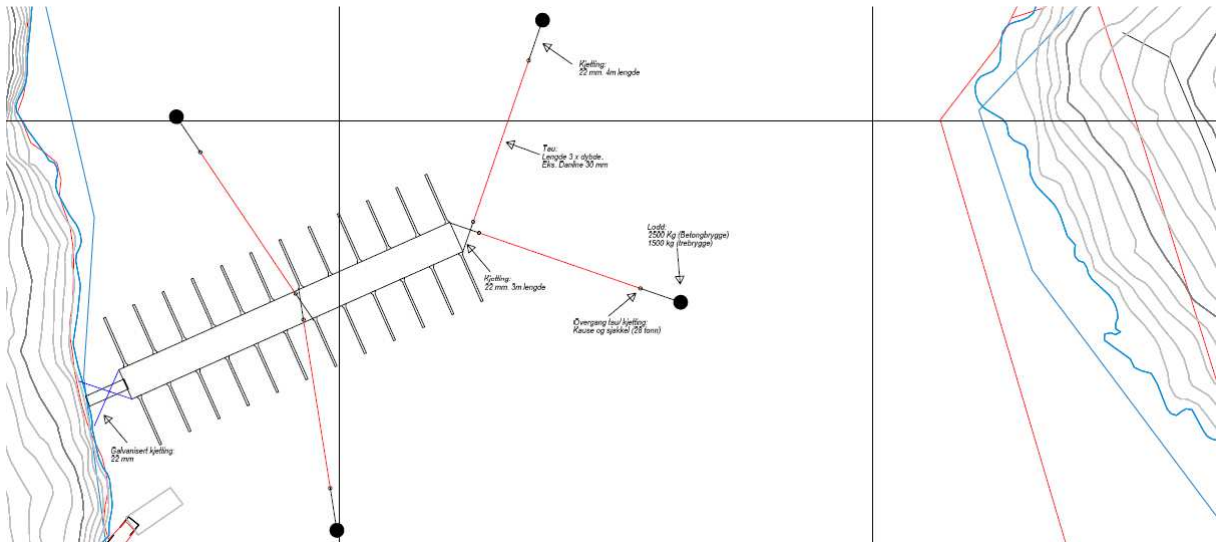 Kjetting:
22 mm. 4m lengde
Tau:
Lengde 3 x dybde.
Eks. Danline 30 mm
Lodd:
2500 Kg (Betongbrygge)
1500 kg (trebrygge)
Kjetting:
22 mm. 3m lengde
Overgang tau/ kjetting:
Kause og sjakkel (28 tonn)
Galvanisert kjetting:
22 mm